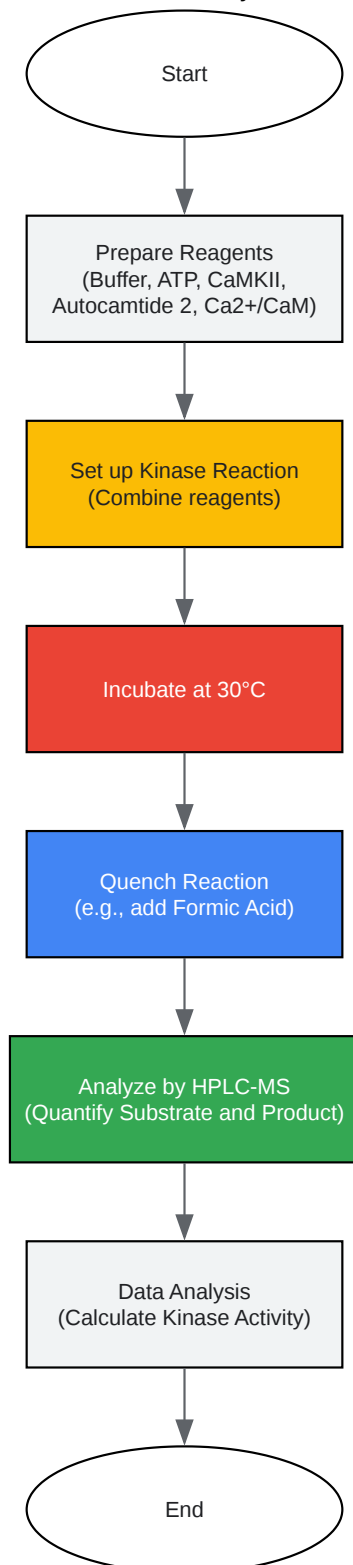 Start
Prepare Reagents
(Buffer, ATP, CaMKII,
Autocamtide 2, Ca2+/CaM)
Set up Kinase Reaction
(Combine reagents)
Incubate at 30°C
Quench Reaction
(e.g., add Formic Acid)
Analyze by HPLC-MS
(Quantify Substrate and Product)
Data Analysis
(Calculate Kinase Activity)
End